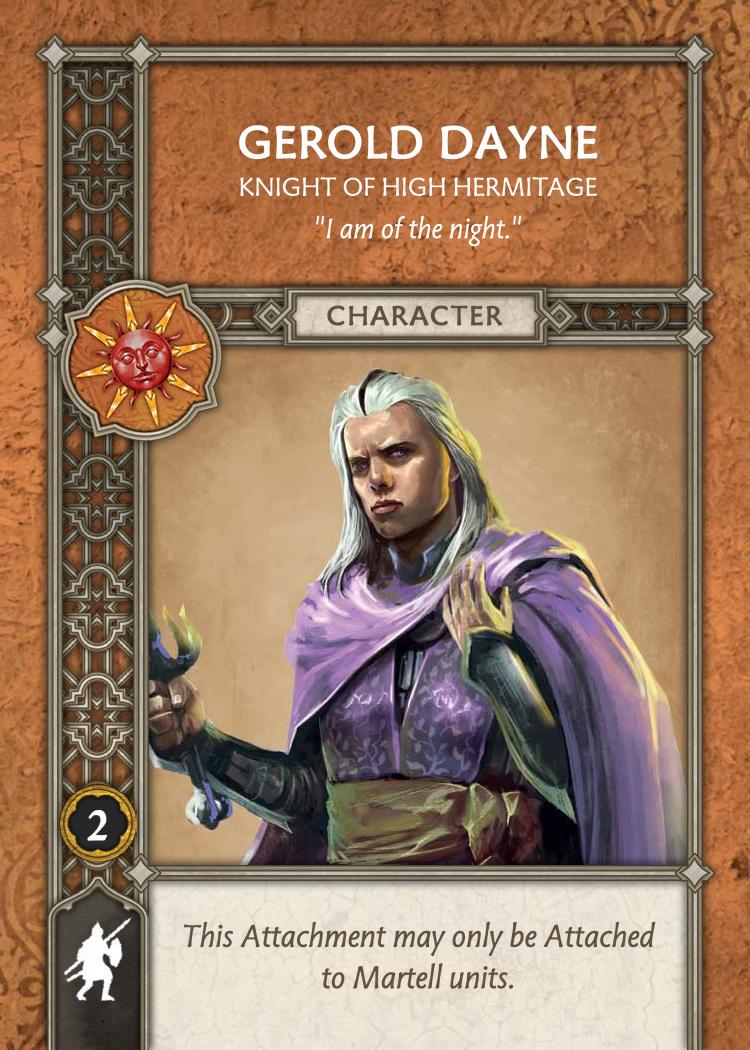 GEROLD DAYNE
KNIGHT OF HIGH HERMITAGE
"I am of the night."
CHARACTER
2
This Attachment may only be Attached
to Martell units.